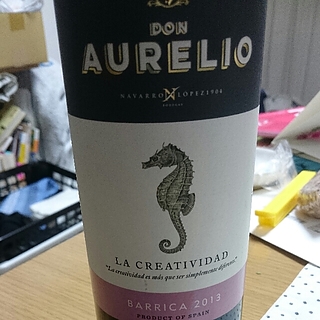 DON
AURELIO
NAVARRO LOPEZ 1904
LA CREATIVIDAD
"La creatividad es más que ser simplemente diferente"
BARRICA 2013
PRODUCT OF SPAIN